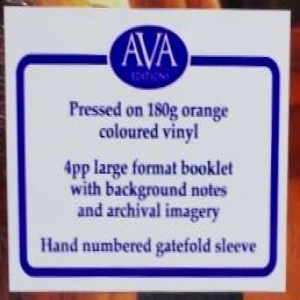 AVA
EDITIONS
Pressed on 180g orange
coloured vinyl
4pp large format booklet
with background notes
and archival imagery
Hand numbered gatefold sleeve